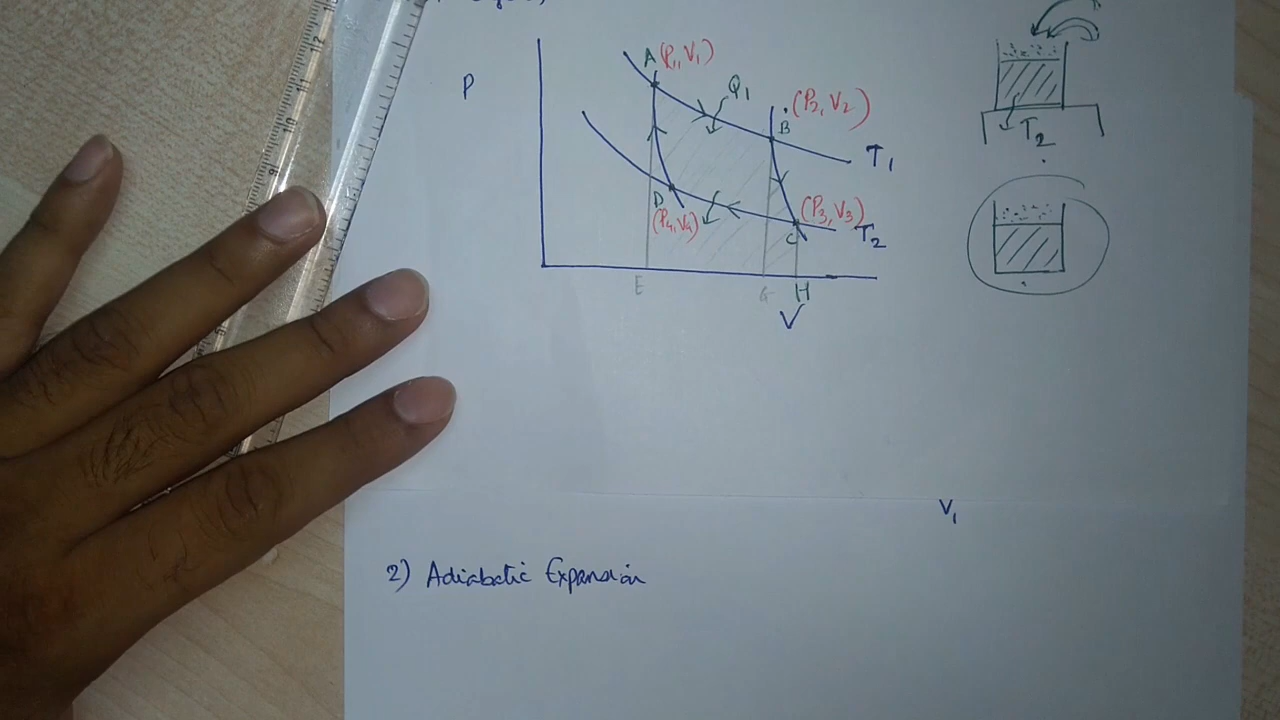 P
A (P₁,V₁)
Q₁
(P₂,V₂)
B
T₁
D
(P₄,V₄)
(P₃,V₃)
C
T₂
E
G
H
V
T₂
V₁
2) Adiabatic Expansion